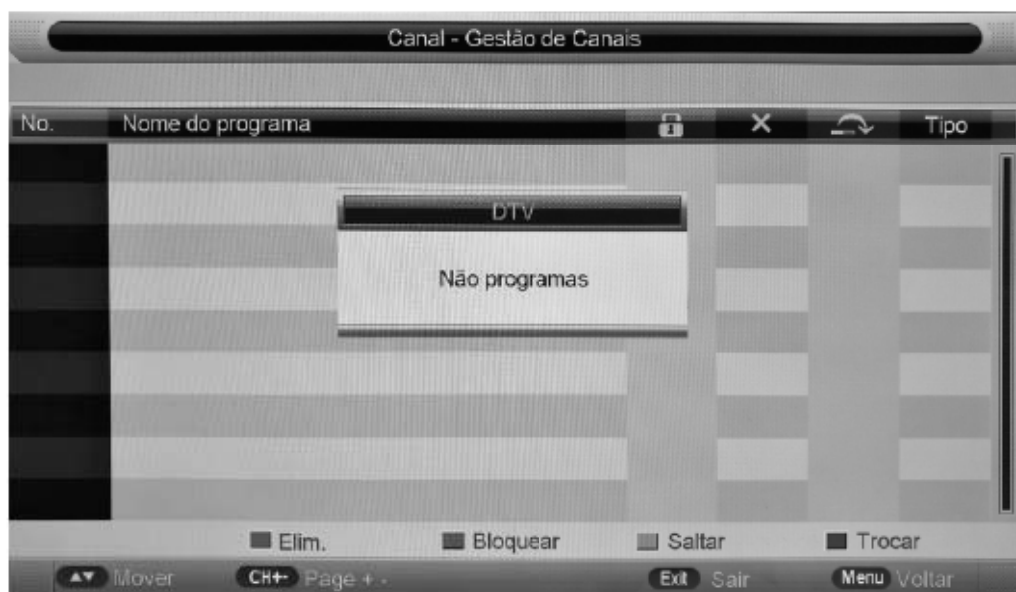 Canal - Gestão de Canais
No. Nome do programa Tipo
DTV
Não programas
Elim. Bloquear Saltar Trocar
Mover CH+- Page + - Exit Sair Menu Voltar